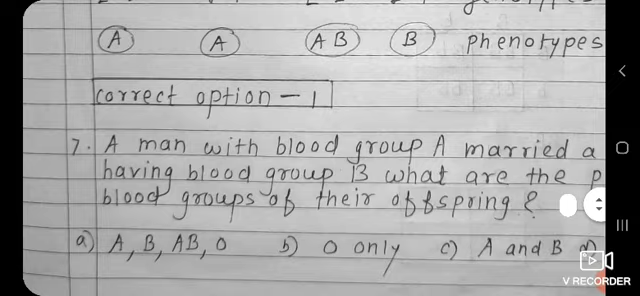 A A AB B phenotypes
correct option - 1
7. A man with blood group A married a
having blood group B what are the
blood groups of their offspring ?
a) A, B, AB, O b) O only c) A and B
V RECORDER